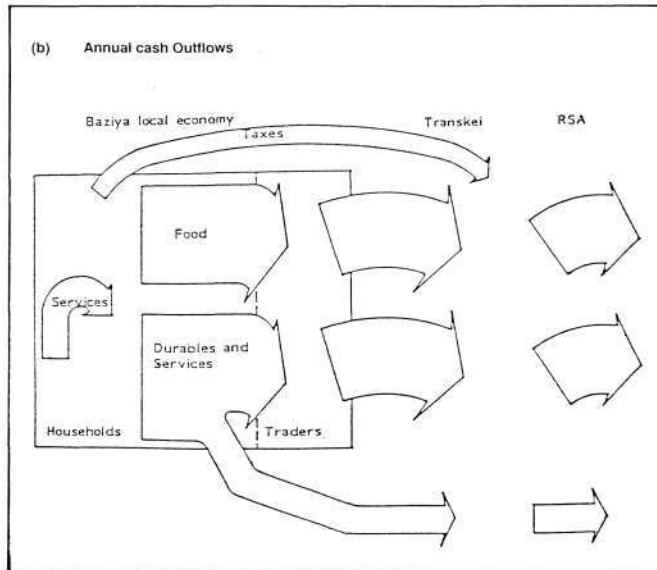 (b) Annual cash Outflows
Baziya local economy
Transkei
RSA
Taxes
Food
Services
Durables and
Services
Households
Traders